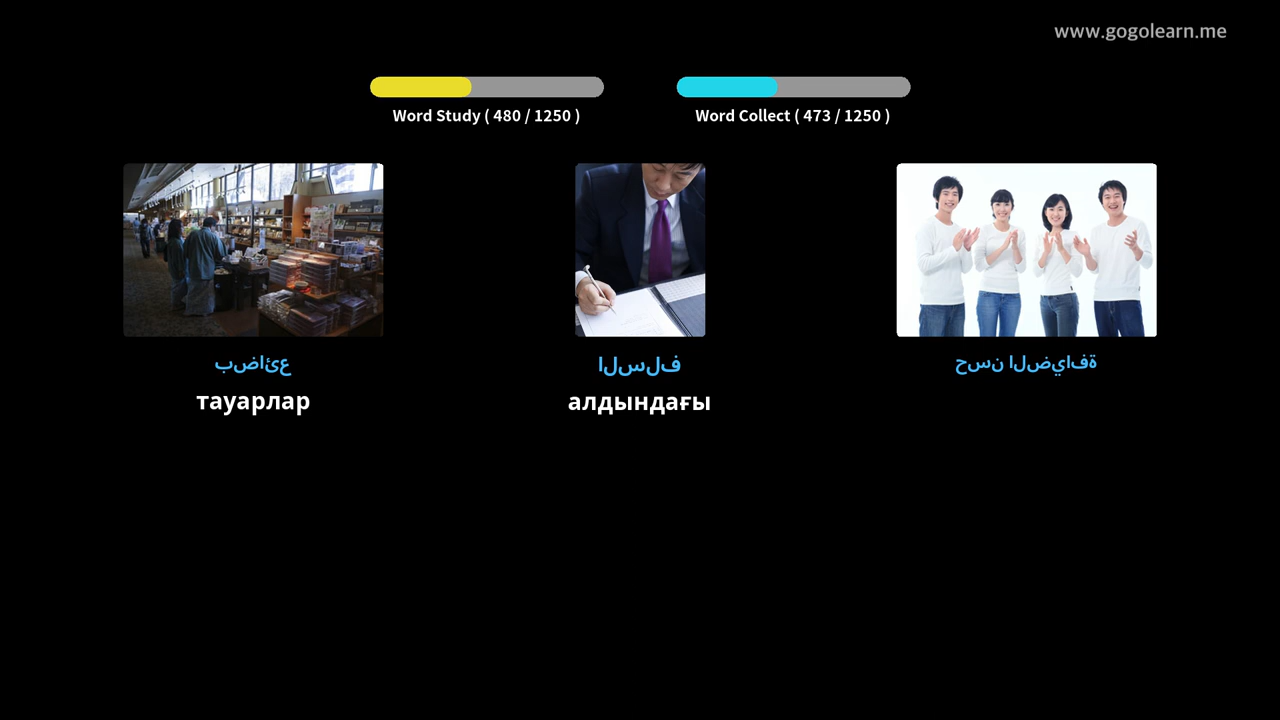 www.gogolearn.me
Word Study ( 480 / 1250 )
Word Collect ( 473 / 1250 )
بضائع
тауарлар
السلف
алдындағы
حسن الضيافة